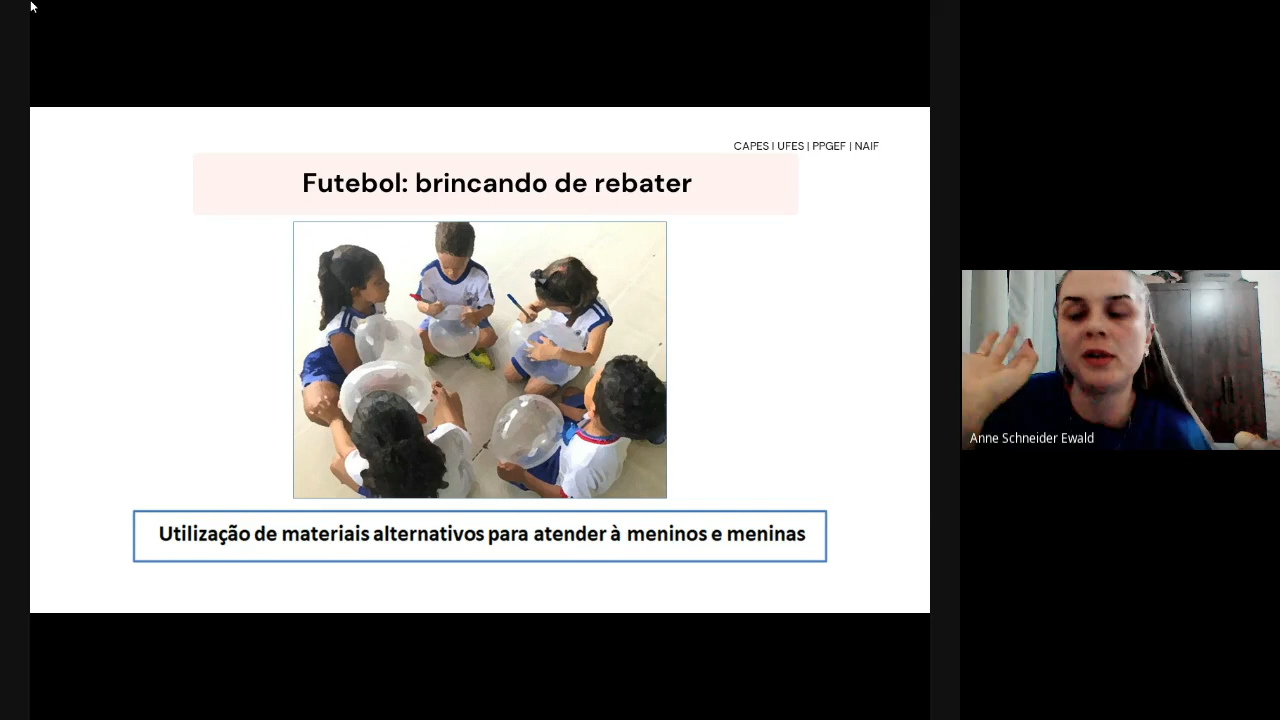 CAPES I UFES | PPGEF | NAIF
Futebol: brincando de rebater
Utilização de materiais alternativos para atender à meninos e meninas
Anne Schneider Ewald